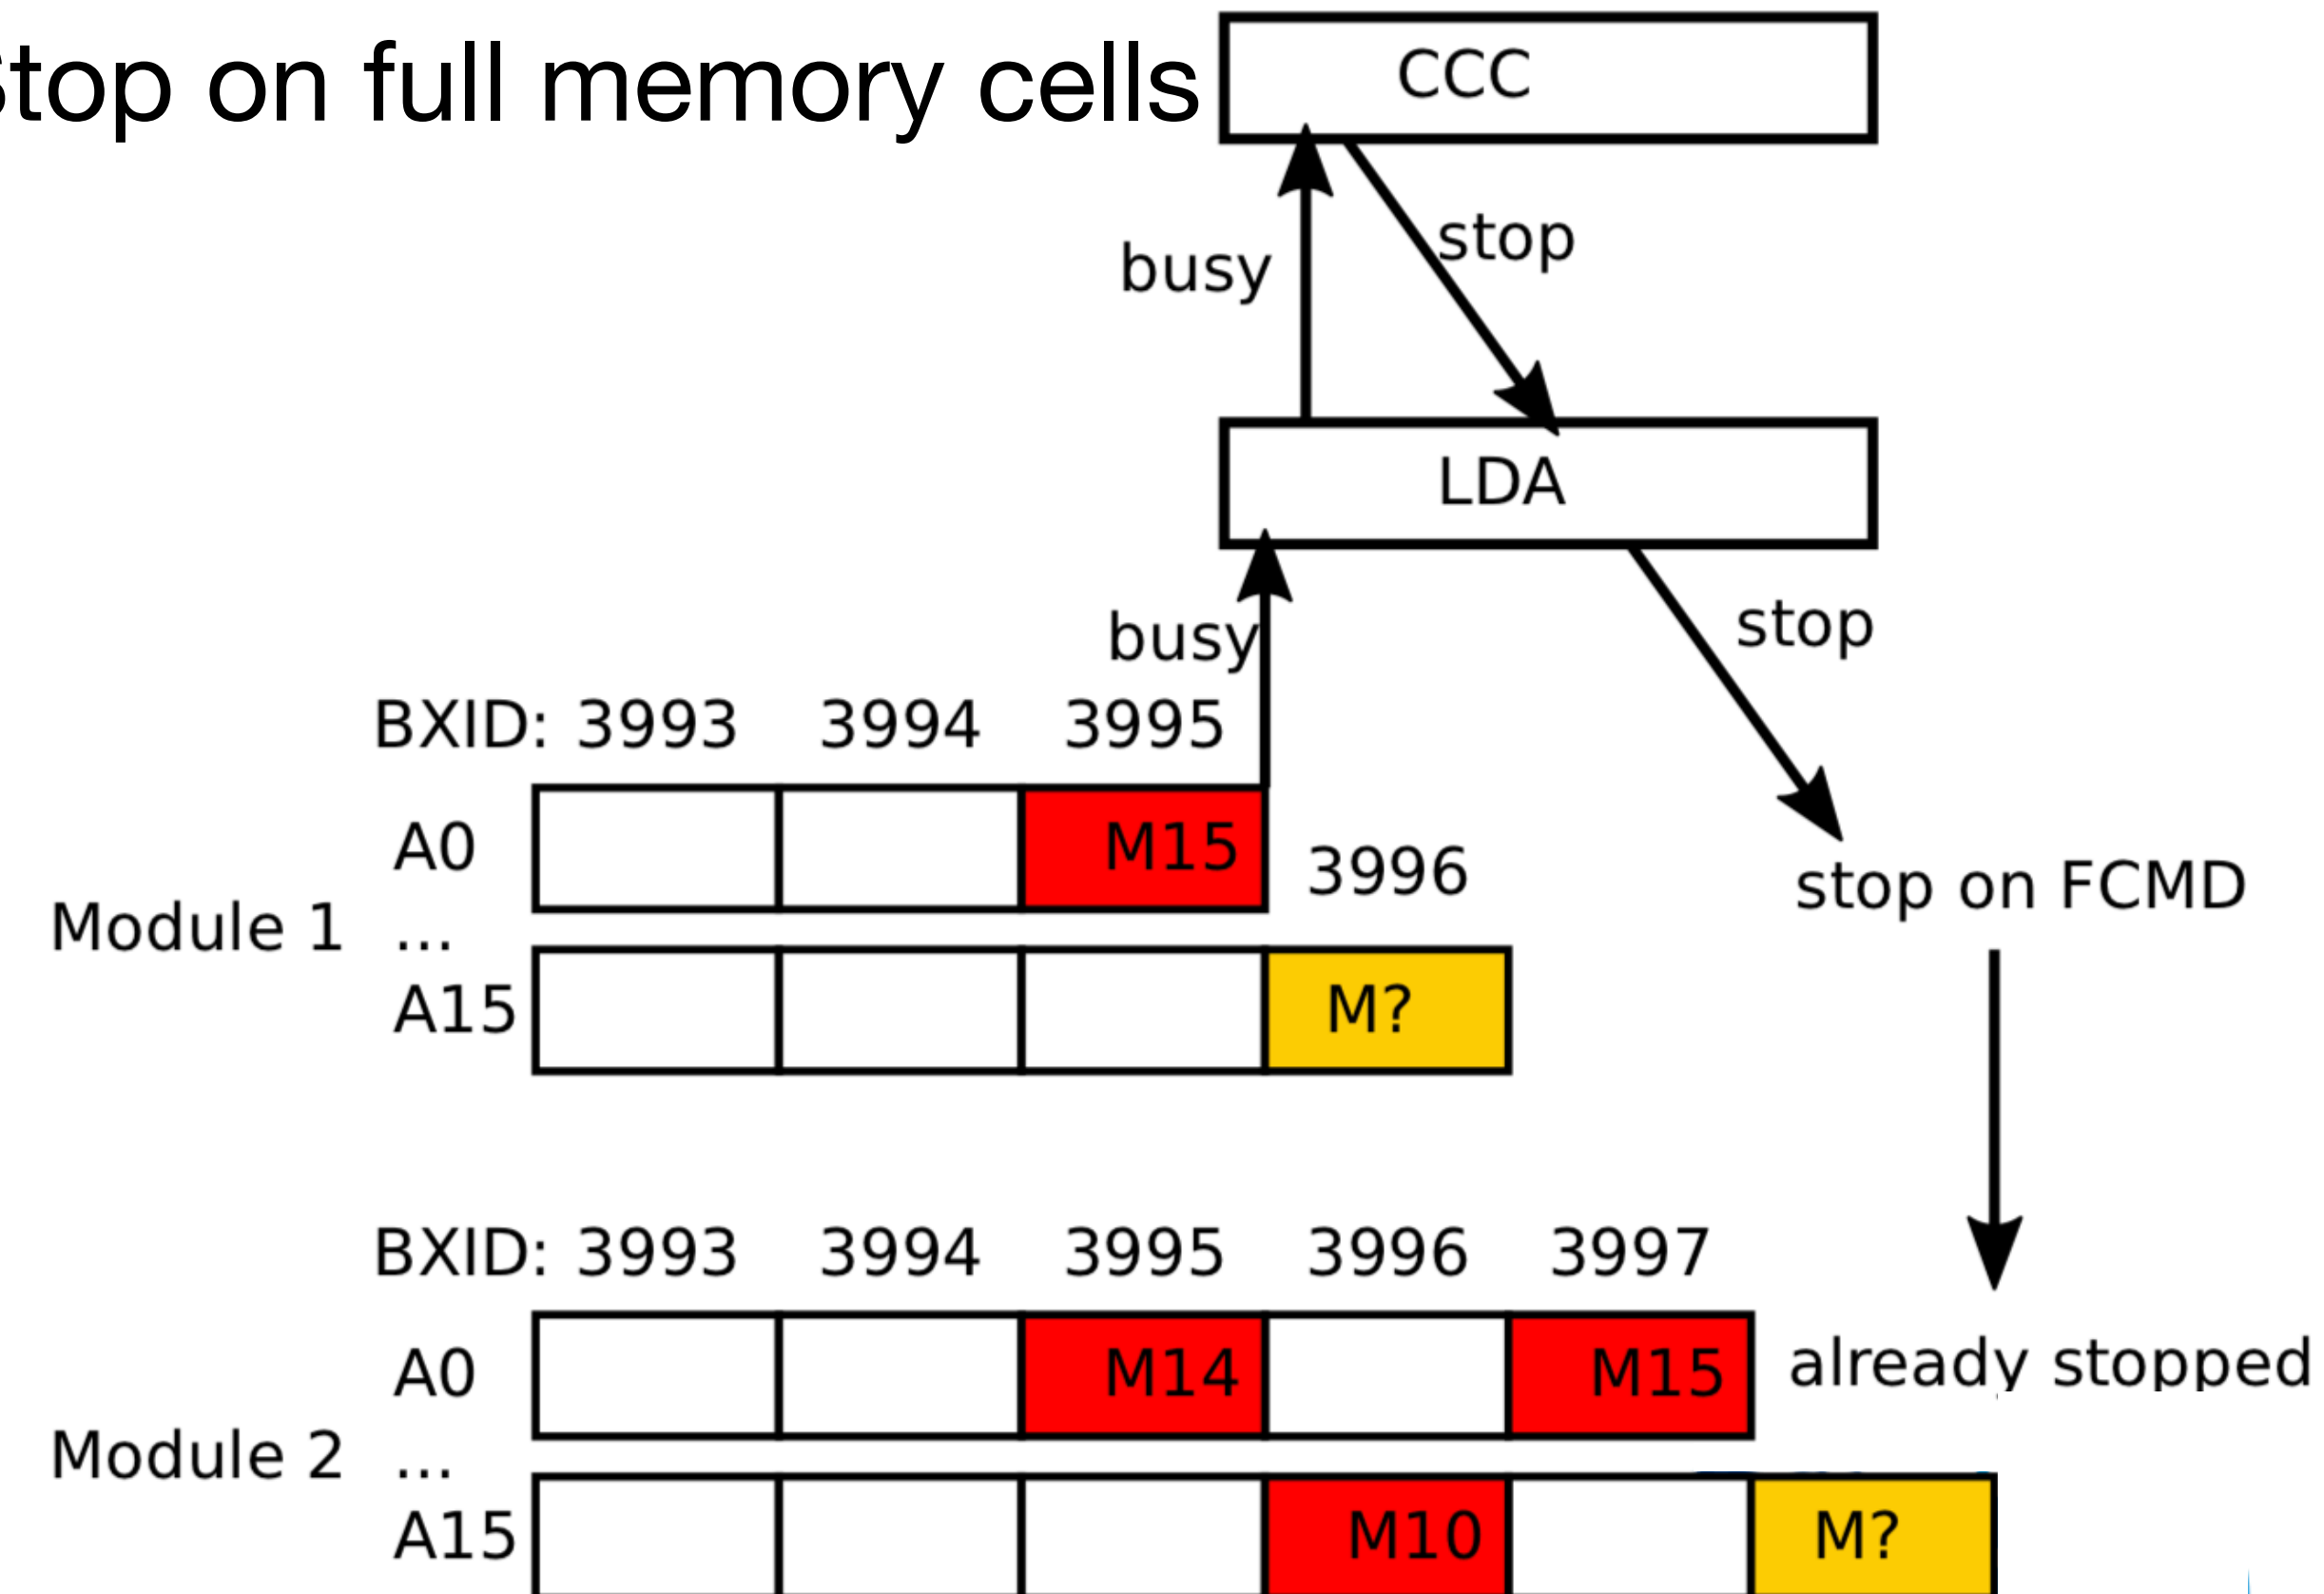 Stop on full memory cells
CCC
busy
stop
LDA
busy
stop
BXID: 3993 3994 3995
A0 M15 3996
stop on FCMD
Module 1 ...
A15 M?
BXID: 3993 3994 3995 3996 3997
A0 M14 M15 already stopped
Module 2 ...
A15 M10 M?